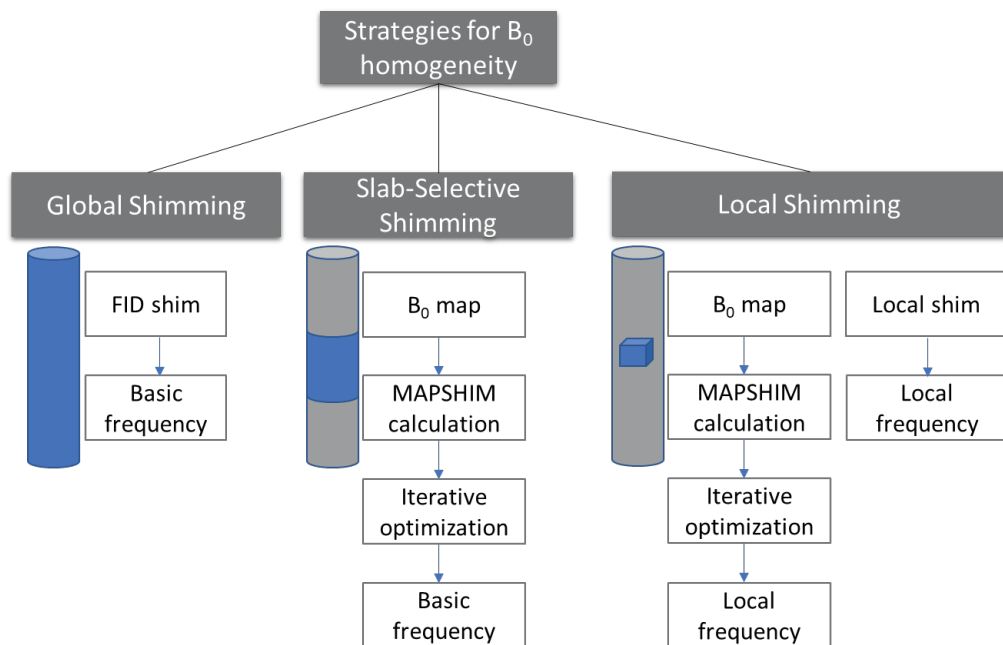 Strategies for B₀
homogeneity
Global Shimming
Slab-Selective
Shimming
Local Shimming
FID shim
Basic
frequency
B₀ map
MAPSHIM
calculation
Iterative
optimization
Basic
frequency
B₀ map
MAPSHIM
calculation
Iterative
optimization
Local
frequency
Local shim
Local
frequency